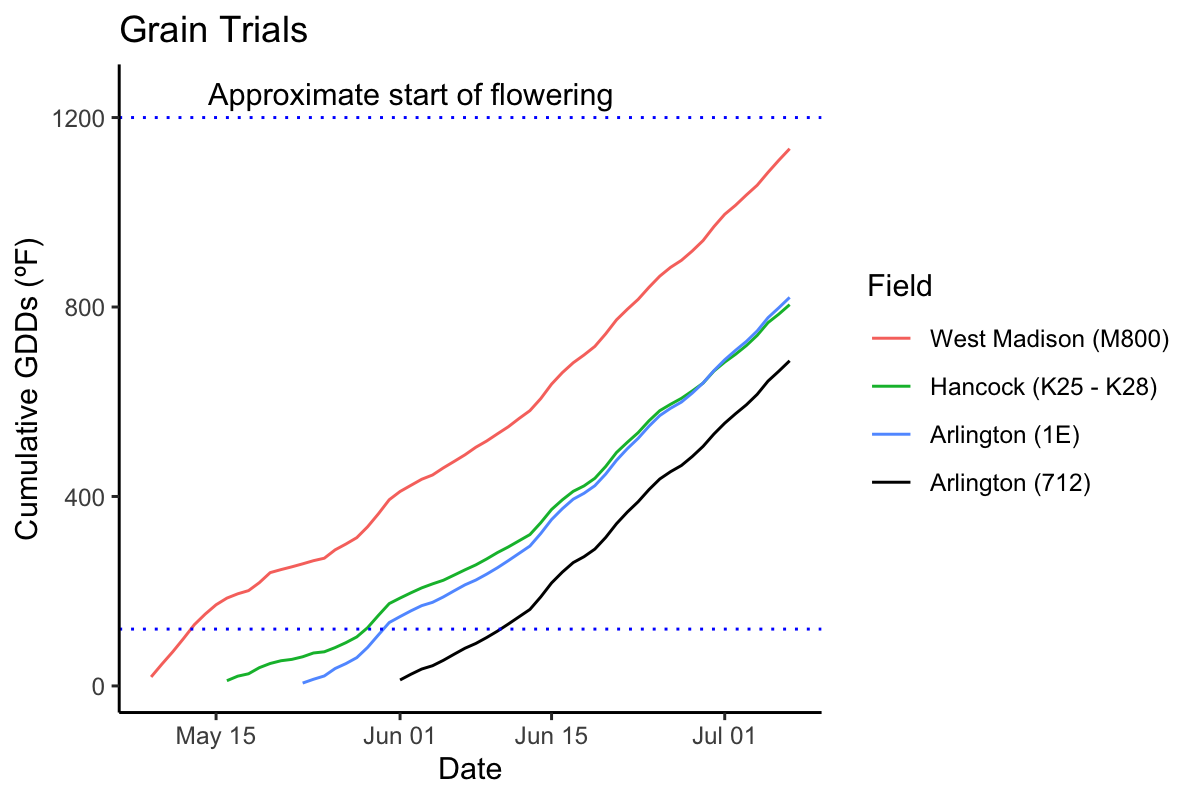 Grain Trials
Approximate start of flowering
1200
800
400
0
Cumulative GDDs (ºF)
May 15
Jun 01
Jun 15
Jul 01
Date
Field
West Madison (M800)
Hancock (K25 - K28)
Arlington (1E)
Arlington (712)